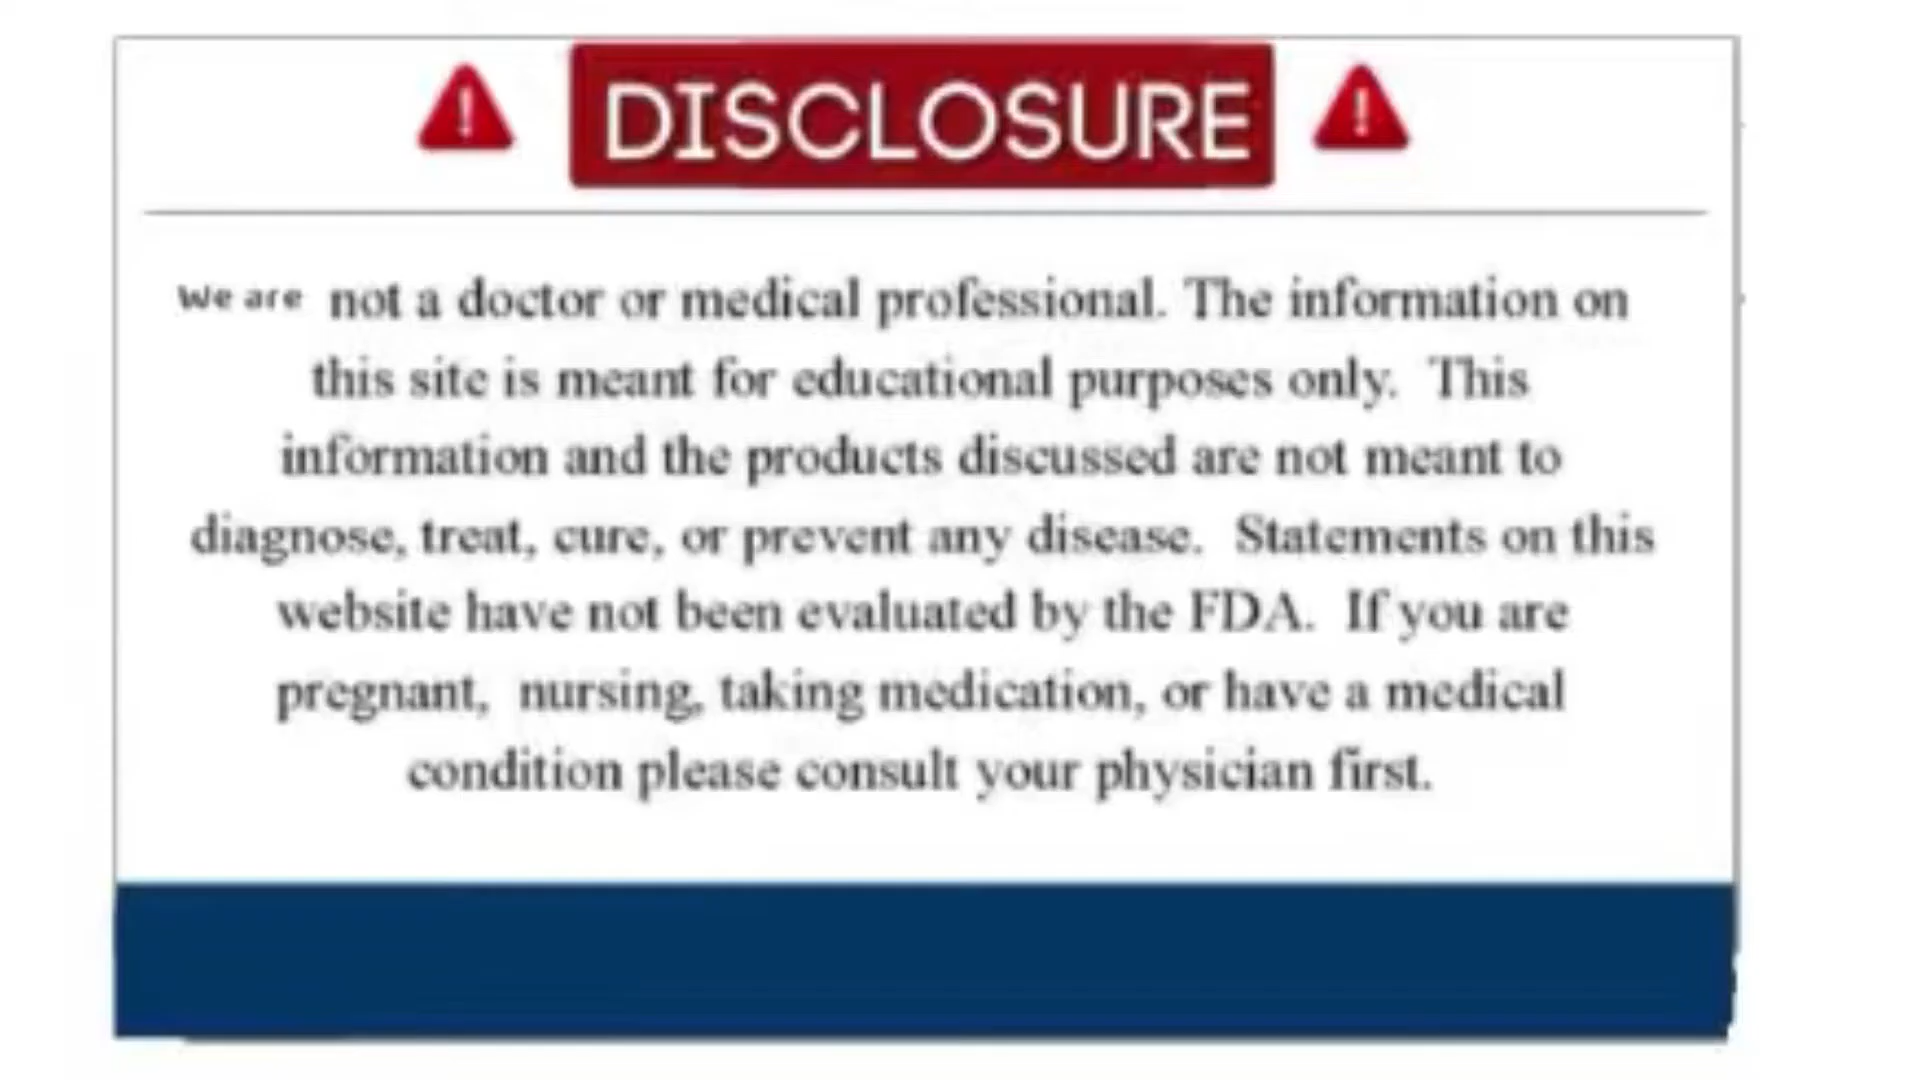 DISCLOSURE
We are not a doctor or medical professional. The information on
this site is meant for educational purposes only. This
information and the products discussed are not meant to
diagnose, treat, cure, or prevent any disease. Statements on this
website have not been evaluated by the FDA. If you are
pregnant, nursing, taking medication, or have a medical
condition please consult your physician first.